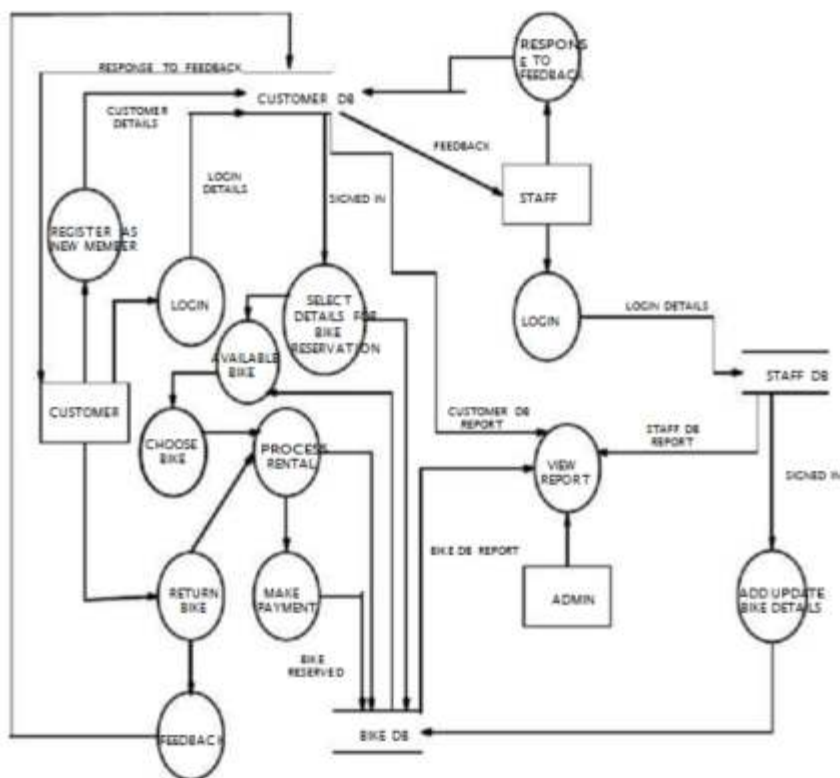 RESPONS
E TO
FEEDBACK
RESPONSE TO FEEDBACK
CUSTOMER DB
CUSTOMER
DETAILS
FEEDBACK
LOGIN
DETAILS
SIGNED IN
STAFF
REGISTER AS
NEW MEMBER
LOGIN
SELECT
DETAILS FOR
BIKE
RESERVATION
LOGIN
LOGIN DETAILS
AVAILABLE
BIKE
STAFF DB
CUSTOMER
CUSTOMER DB
REPORT
STAFF DB
REPORT
CHOOSE
BIKE
PROCESS
RENTAL
VIEW
REPORT
SIGNED IN
BIKE DB REPORT
RETURN
BIKE
MAKE
PAYMENT
ADMIN
ADD UPDATE
BIKE DETAILS
BIKE
RESERVED
FEEDBACK
BIKE DB